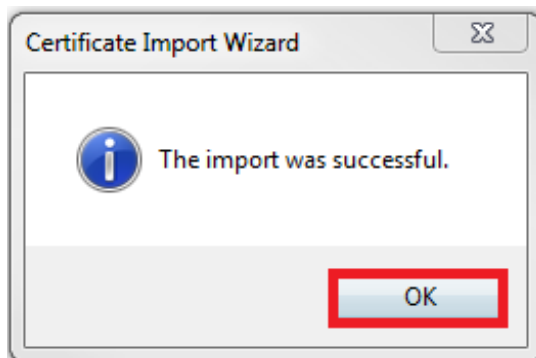 Certificate Import Wizard
The import was successful.
OK